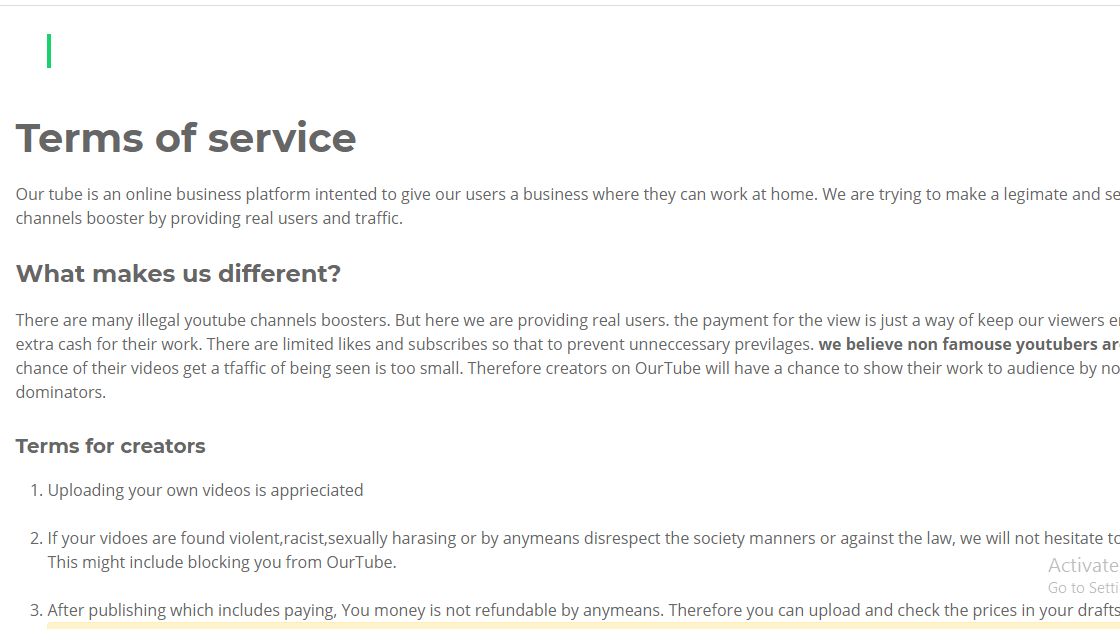 Terms of service
Our tube is an online business platform intented to give our users a business where they can work at home. We are trying to make a legimate and se
channels booster by providing real users and traffic.
What makes us different?
There are many illegal youtube channels boosters. But here we are providing real users. the payment for the view is just a way of keep our viewers e
extra cash for their work. There are limited likes and subscribes so that to prevent unneccessary previlages. we believe non famouse youtubers ar
chance of their videos get a tfaffic of being seen is too small. Therefore creators on OurTube will have a chance to show their work to audience by no
dominators.
Terms for creators
1. Uploading your own videos is apprieciated
2. If your vidoes are found violent,racist,sexually harasing or by anymeans disrespect the society manners or against the law, we will not hesitate to
This might include blocking you from OurTube.
Activate
Go to Setti
3. After publishing which includes paying, You money is not refundable by anymeans. Therefore you can upload and check the prices in your drafts